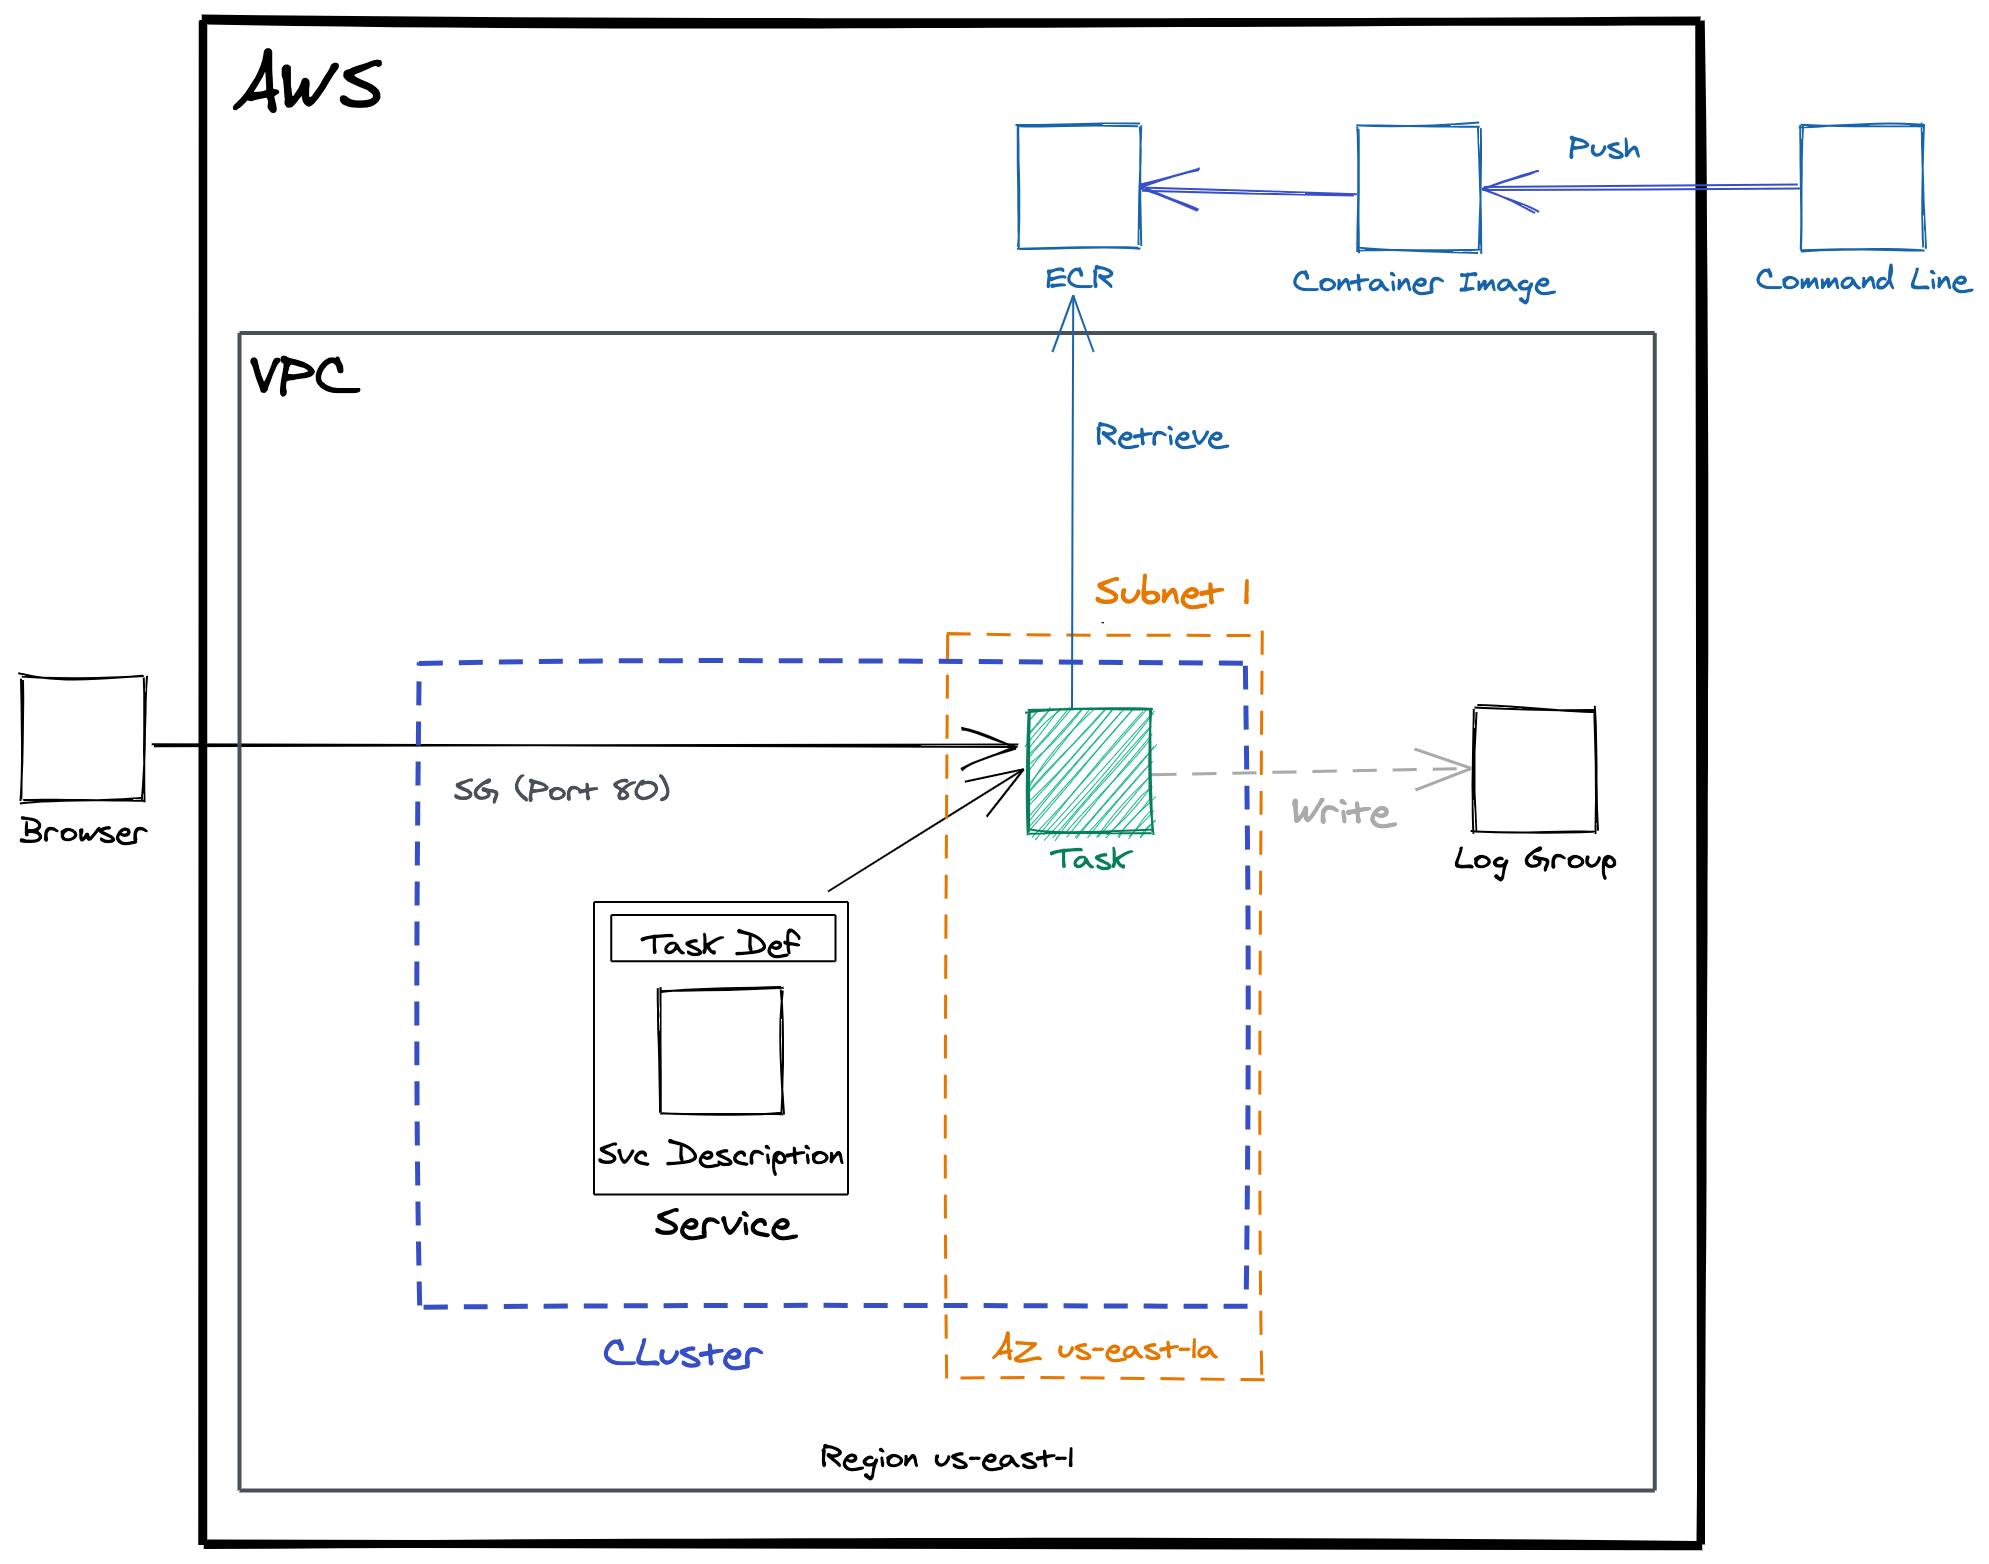 AWS
Push
ECR
Container Image
Command Line
VPC
Retrieve
Subnet 1
SG (Port 80)
Write
Browser
Task
Log Group
Task Def
Svc Description
Service
CLuster
AZ us-east-1a
Region us-east-1